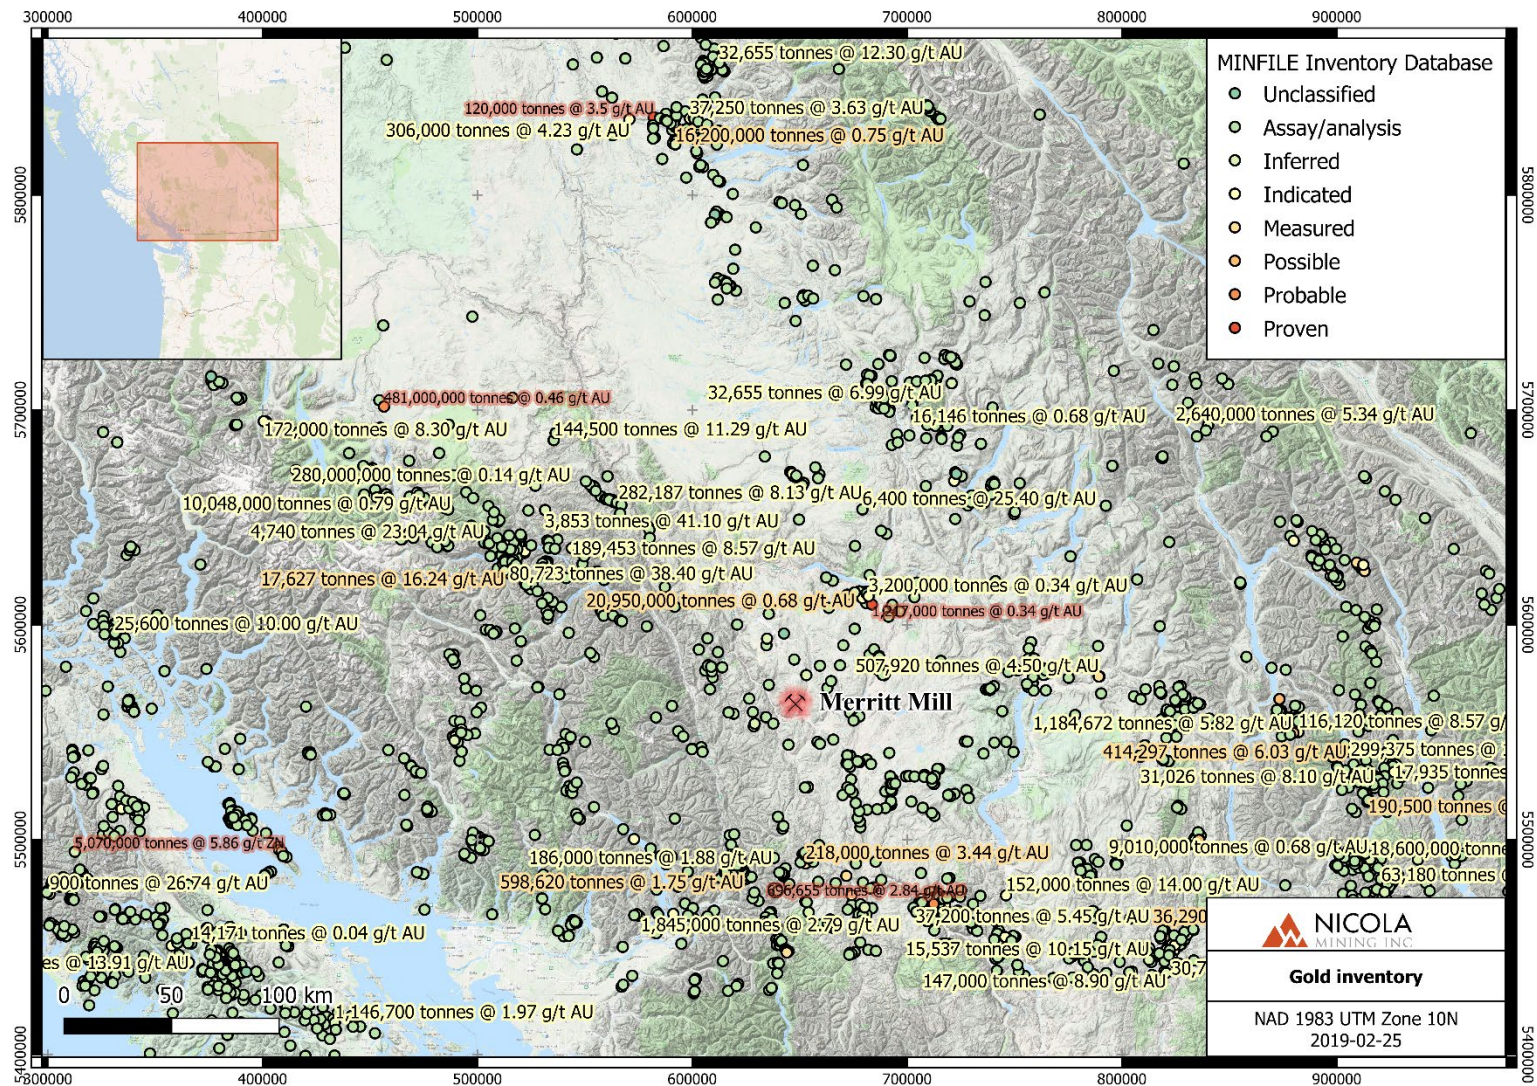 300000 400000 500000 600000 700000 800000 900000
32,655 tonnes @ 12.30 g/t AU
MINFILE Inventory Database
Unclassified
Assay/analysis
Inferred
Indicated
Measured
Possible
Probable
Proven
120,000 tonnes @ 3.5 g/t AU
37,250 tonnes @ 3.63 g/t AU
306,000 tonnes @ 4.23 g/t AU
16,200,000 tonnes @ 0.75 g/t AU
5800000 5800000
481,000,000 tonnes @ 0.46 g/t AU
32,655 tonnes @ 6.99 g/t AU
5700000 5700000
16,146 tonnes @ 0.68 g/t AU
2,640,000 tonnes @ 5.34 g/t AU
172,000 tonnes @ 8.30 g/t AU
144,500 tonnes @ 11.29 g/t AU
280,000,000 tonnes @ 0.14 g/t AU
282,187 tonnes @ 8.13 g/t AU
6,400 tonnes @ 25.40 g/t AU
10,048,000 tonnes @ 0.79 g/t AU
3,853 tonnes @ 41.10 g/t AU
4,740 tonnes @ 23.04 g/t AU
189,453 tonnes @ 8.57 g/t AU
80,723 tonnes @ 38.40 g/t AU
17,627 tonnes @ 16.24 g/t AU
3,200,000 tonnes @ 0.34 g/t AU
20,950,000 tonnes @ 0.68 g/t AU
tonnes @ 0.34 g/t AU
5600000 5600000
25,600 tonnes @ 10.00 g/t AU
507,920 tonnes @ 4.50 g/t AU
Merritt Mill
1,184,672 tonnes @ 5.82 g/t AU
116,120 tonnes @ 8.57 g/
414,297 tonnes @ 6.03 g/t AU
299,375 tonnes @
31,026 tonnes @ 8.10 g/t AU
17,935 tonnes
190,500 tonnes @
5500000 5500000
5,070,000 tonnes @ 5.86 g/t ZN
186,000 tonnes @ 1.88 g/t AU
218,000 tonnes @ 3.44 g/t AU
9,010,000 tonnes @ 0.68 g/t AU
18,600,000 tonne
900 tonnes @ 26.74 g/t AU
598,620 tonnes @ 1.75 g/t AU
696,655 tonnes @ 2.84 g/t AU
152,000 tonnes @ 14.00 g/t AU
63,180 tonnes
1,845,000 tonnes @ 2.79 g/t AU
37,200 tonnes @ 5.45 g/t AU
36,290
14,171 tonnes @ 0.04 g/t AU
15,537 tonnes @ 10.15 g/t AU
es @ 13.91 g/t AU
147,000 tonnes @ 8.90 g/t AU
30,7
0 50 100 km
1,146,700 tonnes @ 1.97 g/t AU
NICOLA
MINING INC
Gold inventory
NAD 1983 UTM Zone 10N
2019-02-25
5400000 5400000
300000 400000 500000 600000 700000 800000 900000